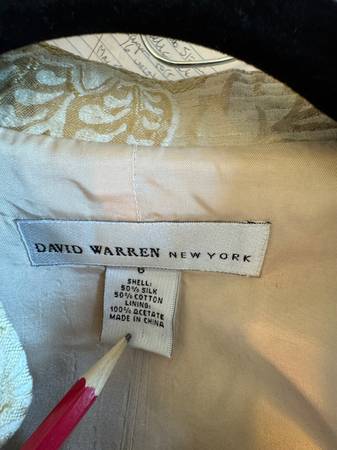 DAVID WARREN NEW YORK
6
SHELL:
50% SILK
50% COTTON
LINING:
100% ACETATE
MADE IN CHINA